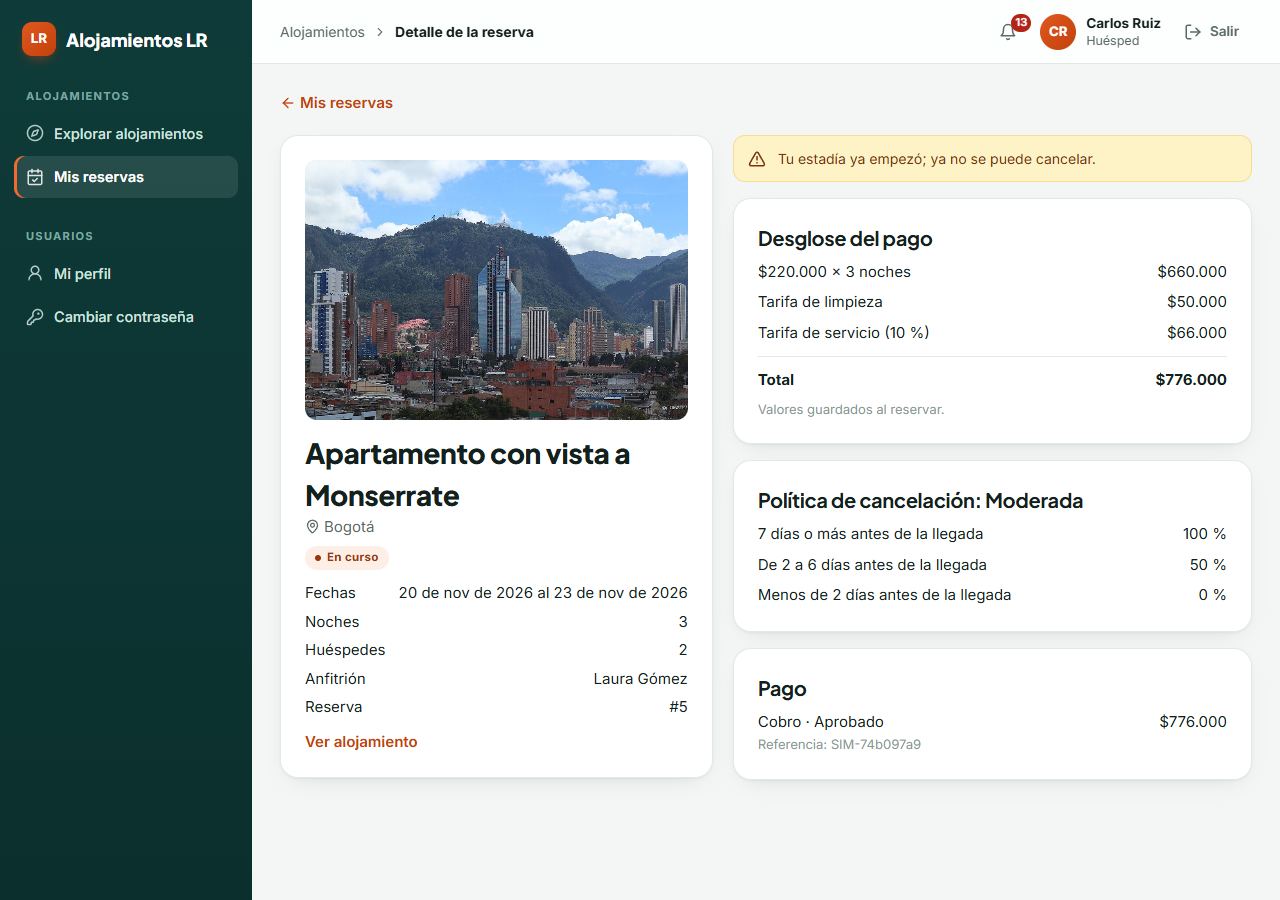 LR
Alojamientos LR
ALOJAMIENTOS
Explorar alojamientos
Mis reservas
USUARIOS
Mi perfil
Cambiar contraseña
Alojamientos > Detalle de la reserva
13
CR
Carlos Ruiz
Huésped
Salir
← Mis reservas
Apartamento con vista a
Monserrate
Bogotá
En curso
Fechas 20 de nov de 2026 al 23 de nov de 2026
Noches 3
Huéspedes 2
Anfitrión Laura Gómez
Reserva #5
Ver alojamiento
Tu estadía ya empezó; ya no se puede cancelar.
Desglose del pago
$220.000 × 3 noches $660.000
Tarifa de limpieza $50.000
Tarifa de servicio (10 %) $66.000
Total $776.000
Valores guardados al reservar.
Política de cancelación: Moderada
7 días o más antes de la llegada 100 %
De 2 a 6 días antes de la llegada 50 %
Menos de 2 días antes de la llegada 0 %
Pago
Cobro · Aprobado $776.000
Referencia: SIM-74b097a9